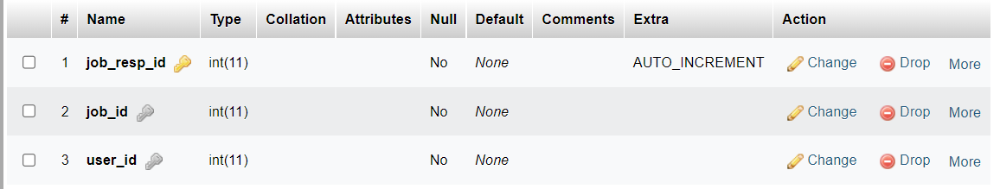 # Name Type Collation Attributes Null Default Comments Extra Action
1 job_resp_id int(11) No None AUTO_INCREMENT Change Drop More
2 job_id int(11) No None Change Drop More
3 user_id int(11) No None Change Drop More